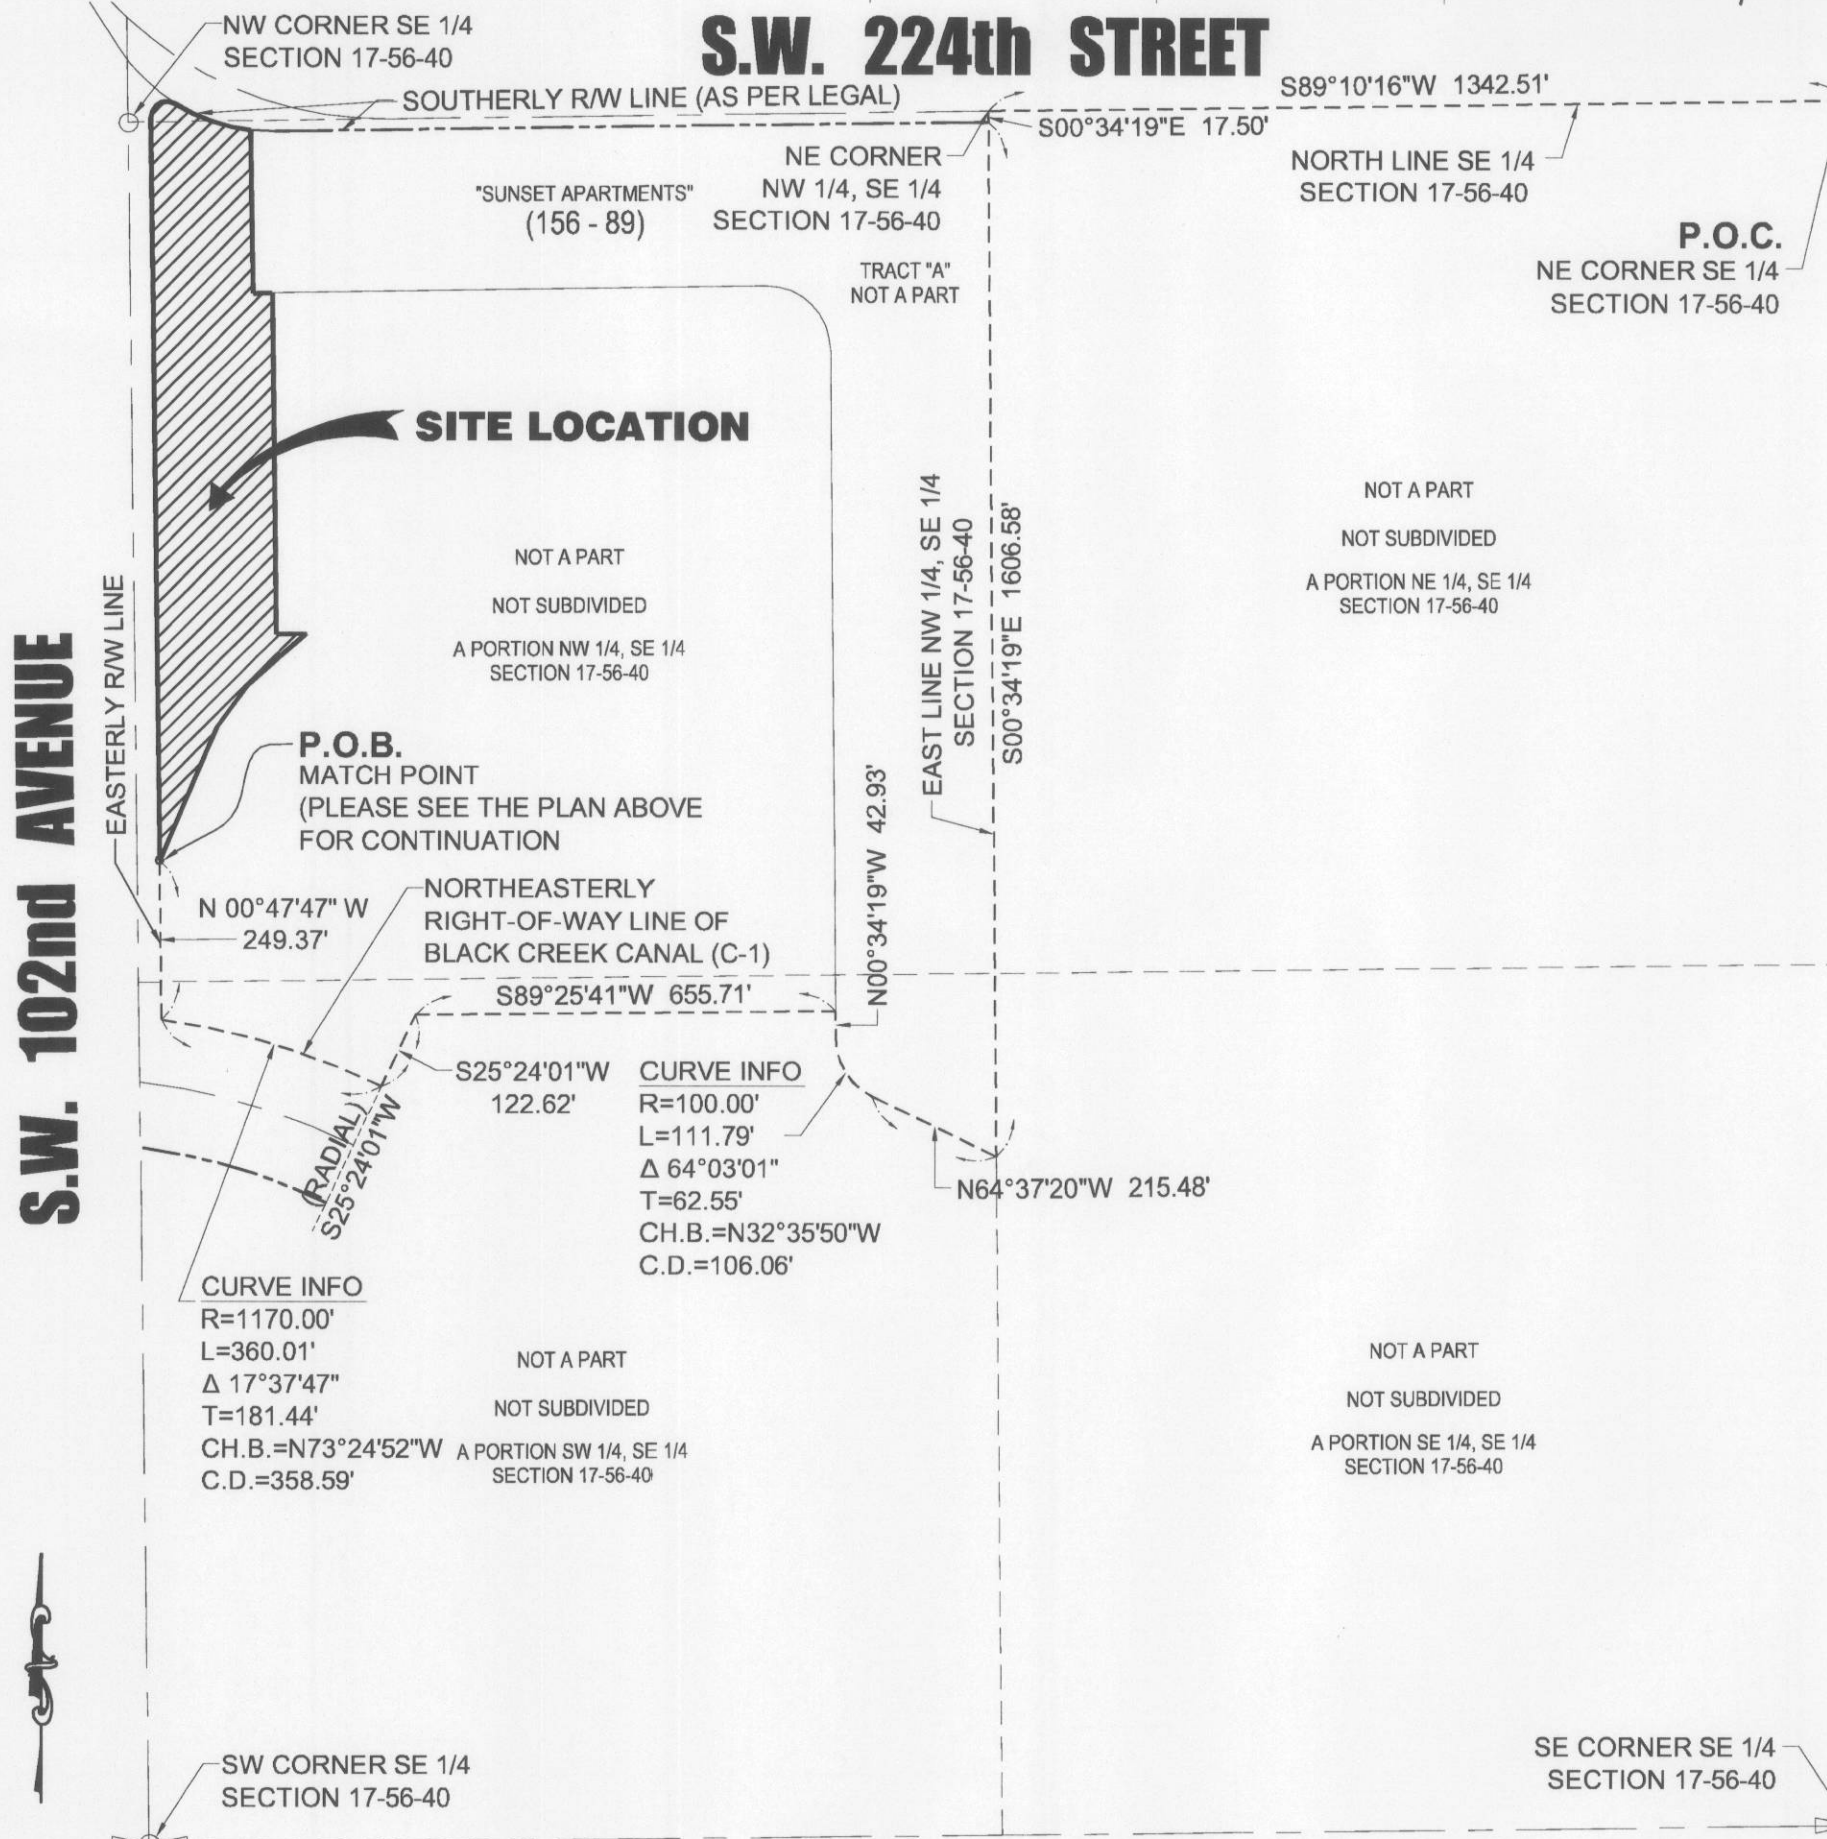 NW CORNER SE 1/4
SECTION 17-56-40
S.W. 224th STREET
SOUTHERLY R/W LINE (AS PER LEGAL)
S89°10'16"W 1342.51'
S00°34'19"E 17.50'
NE CORNER
NW 1/4, SE 1/4
SECTION 17-56-40
NORTH LINE SE 1/4
SECTION 17-56-40
"SUNSET APARTMENTS"
(156 - 89)
P.O.C.
NE CORNER SE 1/4
SECTION 17-56-40
TRACT "A"
NOT A PART
SITE LOCATION
NOT A PART
NOT SUBDIVIDED
A PORTION NW 1/4, SE 1/4
SECTION 17-56-40
EAST LINE NW 1/4, SE 1/4
SECTION 17-56-40
S00°34'19"E 1606.58'
NOT A PART
NOT SUBDIVIDED
A PORTION NE 1/4, SE 1/4
SECTION 17-56-40
S.W. 102nd AVENUE
EASTERLY R/W LINE
P.O.B.
MATCH POINT
(PLEASE SEE THE PLAN ABOVE
FOR CONTINUATION
N00°34'19"W 42.93'
N 00°47'47" W
249.37'
NORTHEASTERLY
RIGHT-OF-WAY LINE OF
BLACK CREEK CANAL (C-1)
S89°25'41"W 655.71'
S25°24'01"W
122.62'
(RADIAL)
S25°24'01"W
CURVE INFO
R=100.00'
L=111.79'
Δ 64°03'01"
T=62.55'
CH.B.=N32°35'50"W
C.D.=106.06'
N64°37'20"W 215.48'
CURVE INFO
R=1170.00'
L=360.01'
Δ 17°37'47"
T=181.44'
CH.B.=N73°24'52"W
C.D.=358.59'
NOT A PART
NOT SUBDIVIDED
A PORTION SW 1/4, SE 1/4
SECTION 17-56-40
NOT A PART
NOT SUBDIVIDED
A PORTION SE 1/4, SE 1/4
SECTION 17-56-40
SW CORNER SE 1/4
SECTION 17-56-40
SE CORNER SE 1/4
SECTION 17-56-40